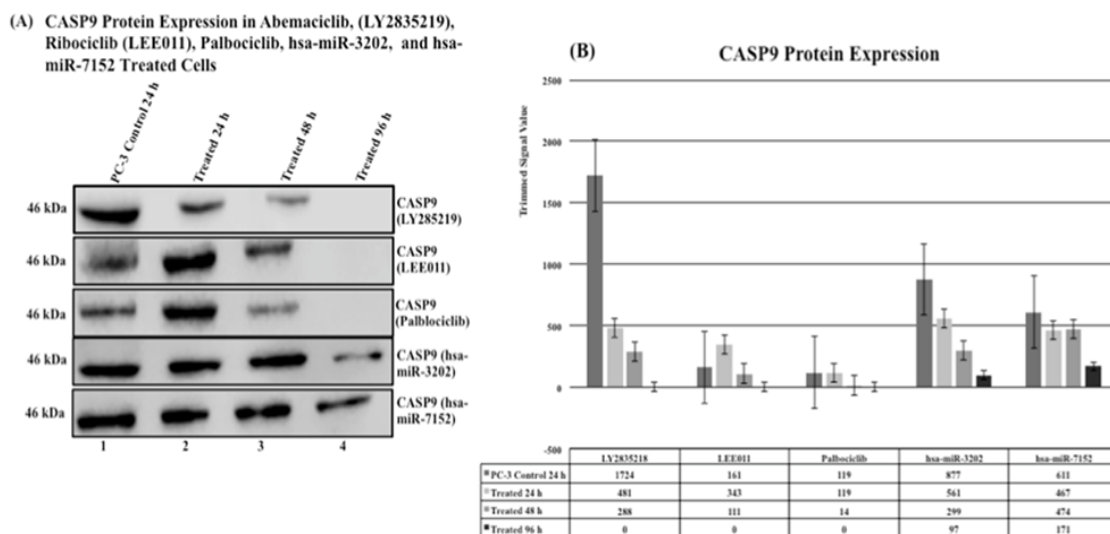 (A) CASP9 Protein Expression in Abemaciclib, (LY2835219),
Ribociclib (LEE011), Palbociclib, hsa-miR-3202, and hsa-
miR-7152 Treated Cells
PC-3 Control 24 h
Treated 24 h
Treated 48 h
Treated 96 h
46 kDa
CASP9
(LY285219)
46 kDa
CASP9
(LEE011)
46 kDa
CASP9
(Palblociclib)
46 kDa
CASP9 (hsa-
miR-3202)
46 kDa
CASP9 (hsa-
miR-7152)
1 2 3 4
(B) CASP9 Protein Expression
Trimmed Signal Value
2500
2000
1500
1000
500
0
-500
LY2835218 LEE011 Palbociclib hsa-miR-3202 hsa-miR-7152
PC-3 Control 24 h 1724 161 119 877 611
Treated 24 h 481 343 119 561 467
Treated 48 h 288 111 14 299 474
Treated 96 h 0 0 0 97 171